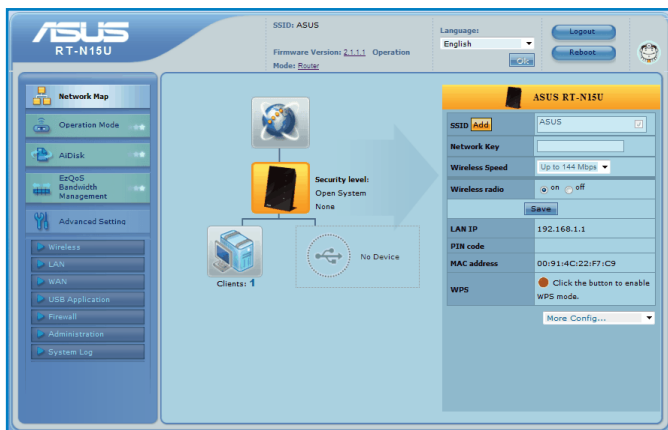 ASUS
RT-N15U
SSID: ASUS
Firmware Version: 2.1.1.1 Operation
Mode: Router
Language:
English
Logout
Reboot
Network Map
Operation Mode
AiDisk
EzQoS
Bandwidth
Management
Advanced Setting
Wireless
LAN
WAN
USB Application
Firewall
Administration
System Log
Security level:
Open System
None
Clients: 1
No Device
ASUS RT-N15U
SSID Add ASUS
Network Key
Wireless Speed Up to 144 Mbps
Wireless radio on off
Save
LAN IP 192.168.1.1
PIN code
MAC address 00:91:4C:22:F7:C9
WPS Click the button to enable
WPS mode.
More Config...